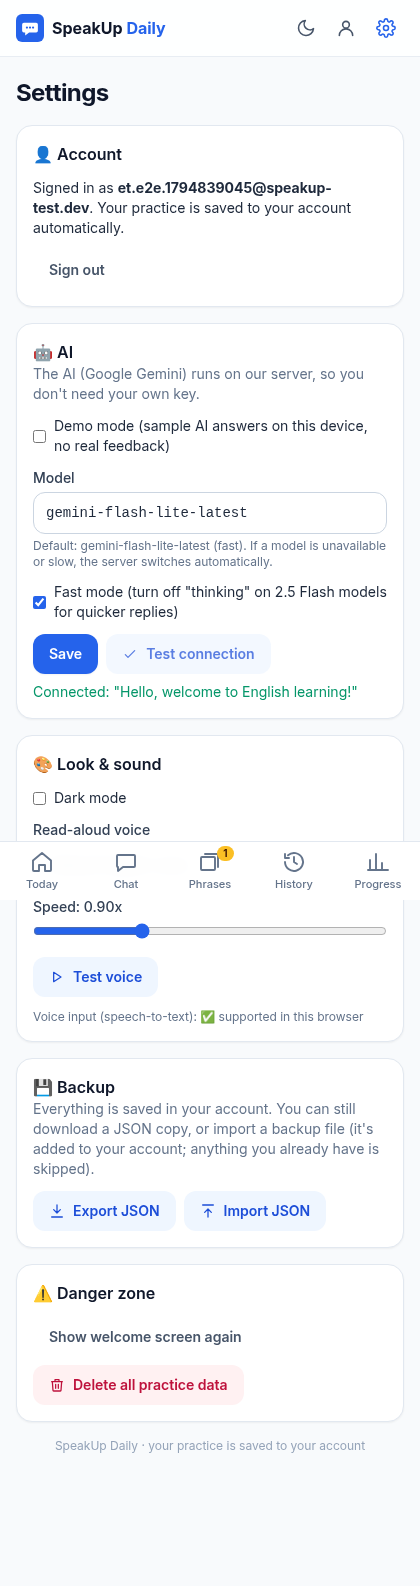 SpeakUp Daily
Settings
👤 Account
Signed in as et.e2e.1794839045@speakup-
test.dev. Your practice is saved to your account
automatically.
Sign out
🤖 AI
The AI (Google Gemini) runs on our server, so you
don't need your own key.
Demo mode (sample AI answers on this device,
no real feedback)
Model
gemini-flash-lite-latest
Default: gemini-flash-lite-latest (fast). If a model is unavailable
or slow, the server switches automatically.
Fast mode (turn off "thinking" on 2.5 Flash models
for quicker replies)
Save
Test connection
Connected: "Hello, welcome to English learning!"
🎨 Look & sound
Dark mode
Read-aloud voice
1
Today
Chat
Phrases
History
Progress
Speed: 0.90x
Test voice
Voice input (speech-to-text): ✅ supported in this browser
💾 Backup
Everything is saved in your account. You can still
download a JSON copy, or import a backup file (it's
added to your account; anything you already have is
skipped).
Export JSON
Import JSON
⚠️ Danger zone
Show welcome screen again
Delete all practice data
SpeakUp Daily · your practice is saved to your account